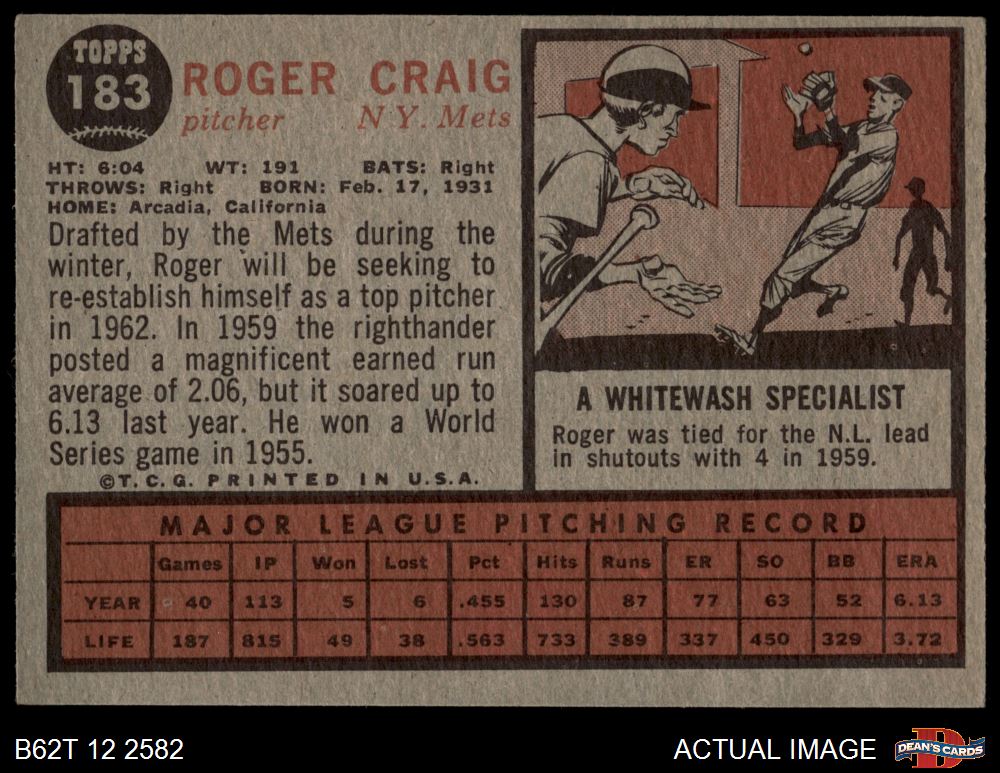 TOPPS
183
ROGER CRAIG
pitcher N Y. Mets
HT: 6:04 WT: 191 BATS: Right
THROWS: Right BORN: Feb. 17, 1931
HOME: Arcadia, California
Drafted by the Mets during the
winter, Roger will be seeking to
re-establish himself as a top pitcher
in 1962. In 1959 the righthander
posted a magnificent earned run
average of 2.06, but it soared up to
6.13 last year. He won a World
Series game in 1955.
©T. C. G. PRINTED IN U.S.A.
A WHITEWASH SPECIALIST
Roger was tied for the N.L. lead
in shutouts with 4 in 1959.
MAJOR LEAGUE PITCHING RECORD
Games IP Won Lost Pct Hits Runs ER SO BB ERA
YEAR 40 113 5 6 .455 130 87 77 63 52 6.13
LIFE 187 815 49 38 .563 733 389 337 450 329 3.72
B62T 12 2582 ACTUAL IMAGE DEAN'S CARDS